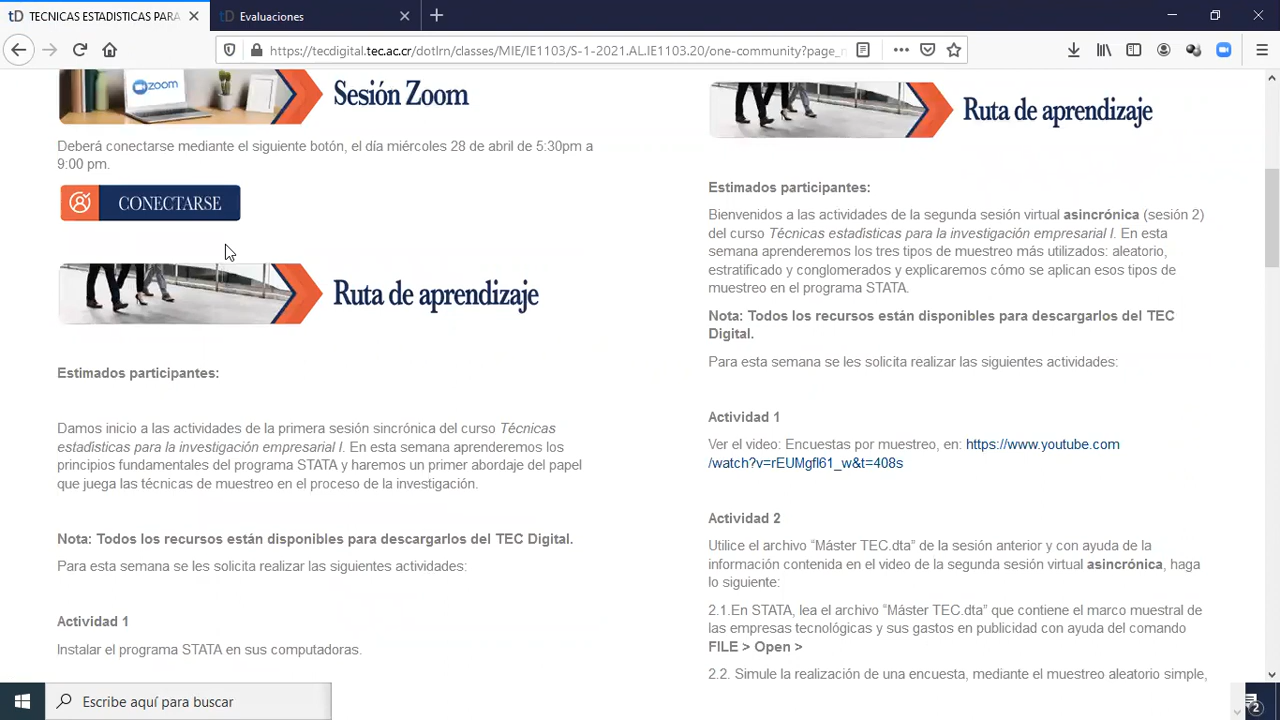 TECNICAS ESTADISTICAS PARA
Evaluaciones
https://tecdigital.tec.ac.cr/dotlrn/classes/MIE/IE1103/S-1-2021.AL.IE1103.20/one-community?page_n
zoom
Sesión Zoom
Deberá conectarse mediante el siguiente botón, el día miércoles 28 de abril de 5:30pm a
9:00 pm.
CONECTARSE
Ruta de aprendizaje
Estimados participantes:
Damos inicio a las actividades de la primera sesión sincrónica del curso Técnicas
estadìsticas para la investigación empresarial I. En esta semana aprenderemos los
principios fundamentales del programa STATA y haremos un primer abordaje del papel
que juega las técnicas de muestreo en el proceso de la investigación.
Nota: Todos los recursos están disponibles para descargarlos del TEC Digital.
Para esta semana se les solicita realizar las siguientes actividades:
Actividad 1
Instalar el programa STATA en sus computadoras.
Ruta de aprendizaje
Estimados participantes:
Bienvenidos a las actividades de la segunda sesión virtual asincrónica (sesión 2)
del curso Técnicas estadìsticas para la investigación empresarial I. En esta
semana aprenderemos los tres tipos de muestreo más utilizados: aleatorio,
estratificado y conglomerados y explicaremos cómo se aplican esos tipos de
muestreo en el programa STATA.
Nota: Todos los recursos están disponibles para descargarlos del TEC
Digital.
Para esta semana se les solicita realizar las siguientes actividades:
Actividad 1
Ver el video: Encuestas por muestreo, en: https://www.youtube.com
/watch?v=rEUMgfI61_w&t=408s
Actividad 2
Utilice el archivo “Máster TEC.dta” de la sesión anterior y con ayuda de la
información contenida en el video de la segunda sesión virtual asincrónica, haga
lo siguiente:
2.1.En STATA, lea el archivo “Máster TEC.dta” que contiene el marco muestral de
las empresas tecnológicas y sus gastos en publicidad con ayuda del comando
FILE > Open >
2.2. Simule la realización de una encuesta, mediante el muestreo aleatorio simple,
Escribe aquí para buscar
2